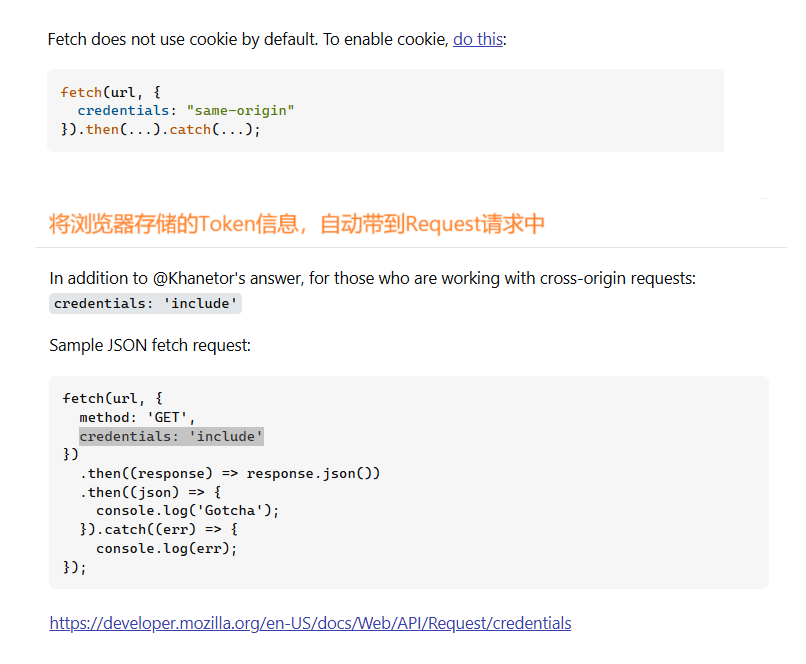 Fetch does not use cookie by default. To enable cookie, do this:
fetch(url, {
  credentials: "same-origin"
}).then(...).catch(...);
将浏览器存储的Token信息，自动带到Request请求中
In addition to @Khanetor's answer, for those who are working with cross-origin requests:
credentials: 'include'
Sample JSON fetch request:
fetch(url, {
  method: 'GET',
  credentials: 'include'
})
  .then((response) => response.json())
  .then((json) => {
    console.log('Gotcha');
  }).catch((err) => {
    console.log(err);
});
https://developer.mozilla.org/en-US/docs/Web/API/Request/credentials